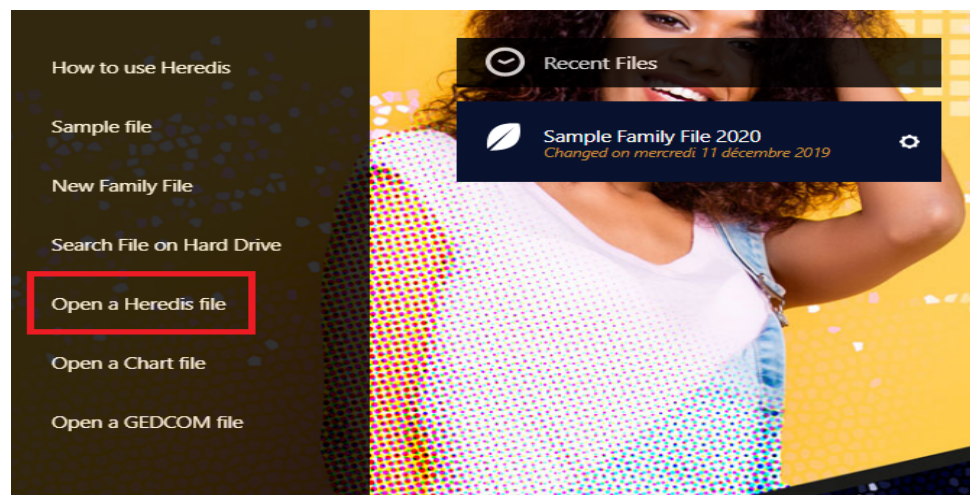 How to use Heredis
Sample file
New Family File
Search File on Hard Drive
Open a Heredis file
Open a Chart file
Open a GEDCOM file
Recent Files
Sample Family File 2020
Changed on mercredi 11 décembre 2019